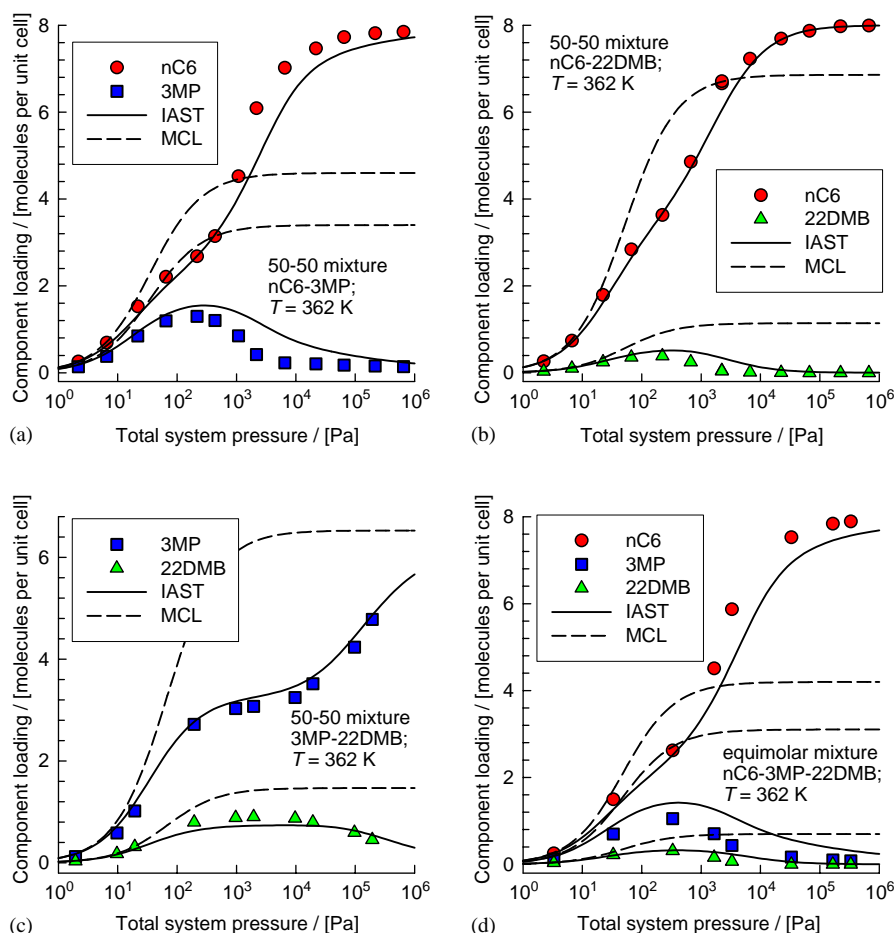 Component loading / [molecules per unit cell]
8
6
4
2
0
nC6
3MP
IAST
MCL
50-50 mixture
nC6-3MP;
T = 362 K
10^0 10^1 10^2 10^3 10^4 10^5 10^6
(a) Total system pressure / [Pa]
Component loading / [molecules per unit cell]
8
6
4
2
0
50-50 mixture
nC6-22DMB;
T = 362 K
nC6
22DMB
IAST
MCL
10^0 10^1 10^2 10^3 10^4 10^5 10^6
(b) Total system pressure / [Pa]
Component loading / [molecules per unit cell]
6
4
2
0
3MP
22DMB
IAST
MCL
50-50 mixture
3MP-22DMB;
T = 362 K
10^0 10^1 10^2 10^3 10^4 10^5 10^6
(c) Total system pressure / [Pa]
Component loading / [molecules per unit cell]
8
6
4
2
0
nC6
3MP
22DMB
IAST
MCL
equimolar mixture
nC6-3MP-22DMB;
T = 362 K
10^0 10^1 10^2 10^3 10^4 10^5 10^6
(d) Total system pressure / [Pa]